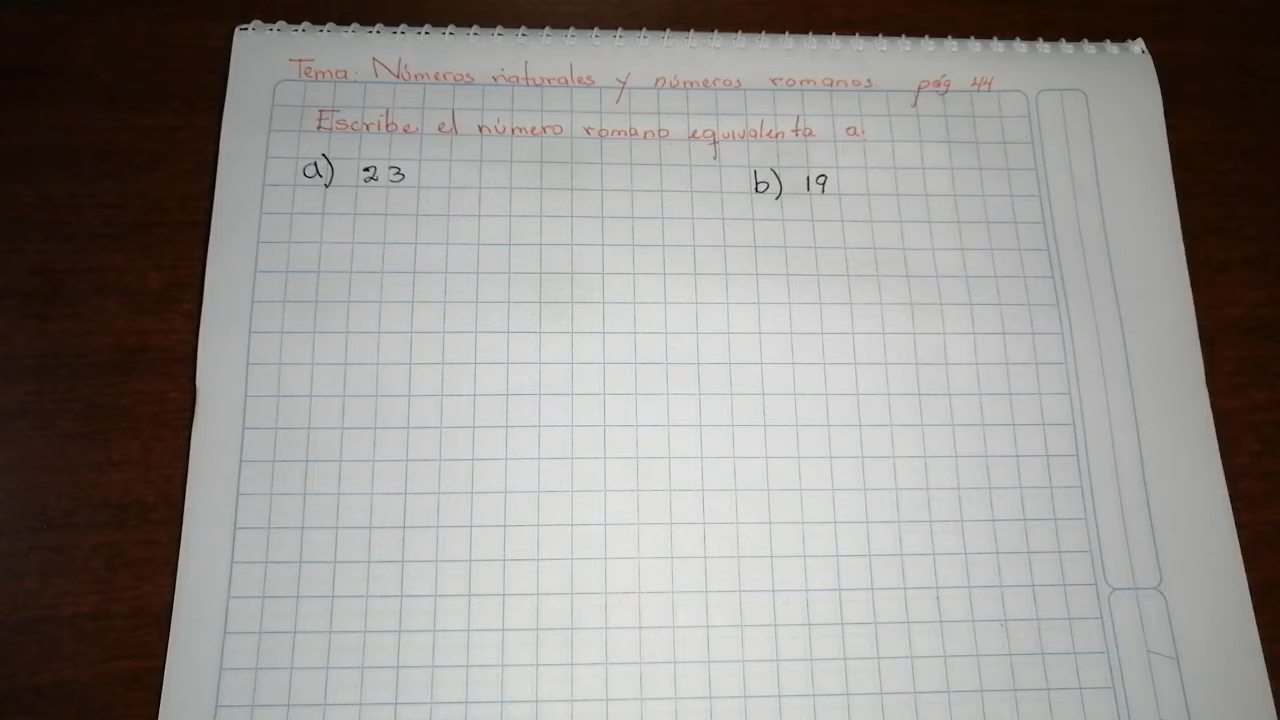 Tema: Números naturales y números romanos. pág 44
Escribe el número romano equivalente a:
a) 23 b) 19